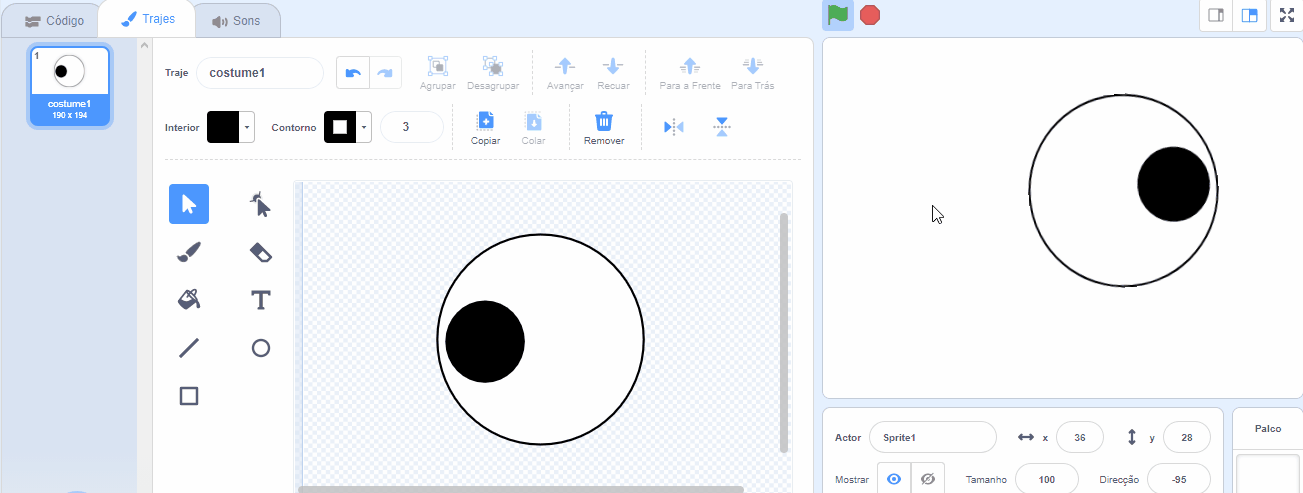 Código Trajes Sons
1
costume1
190 x 194
Traje costume1
Agrupar Desagrupar Avançar Recuar Para a Frente Para Trás
Interior Contorno 3
Copiar Colar Remover
T
Actor Sprite1 x 36 y 28
Mostrar Tamanho 100 Direcção -95
Palco